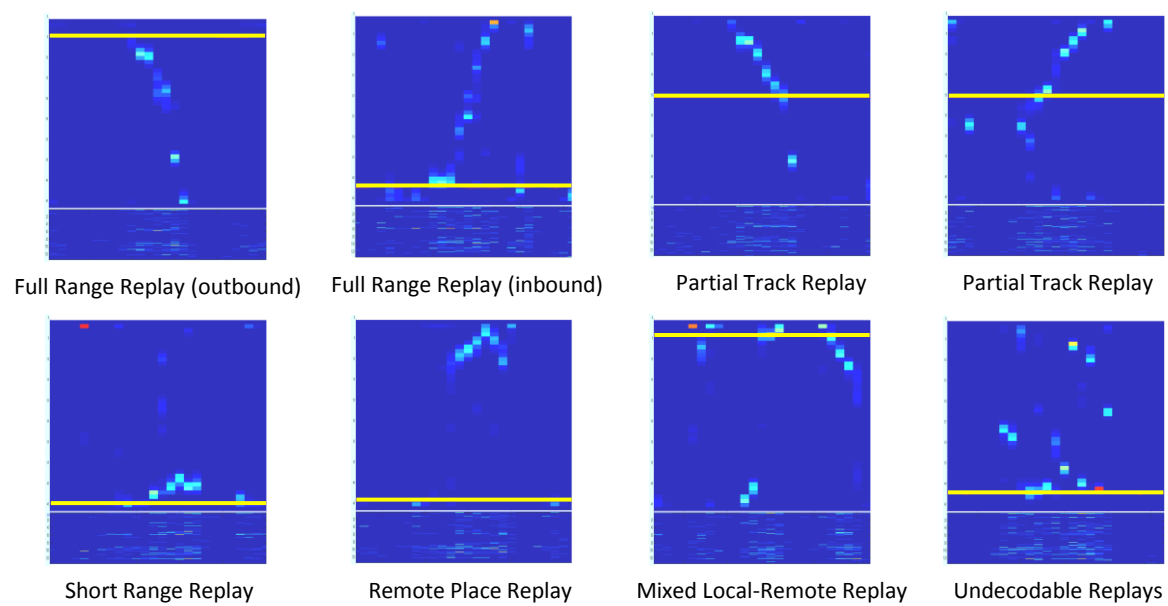 Full Range Replay (outbound)
Full Range Replay (inbound)
Partial Track Replay
Partial Track Replay
Short Range Replay
Remote Place Replay
Mixed Local-Remote Replay
Undecodable Replays